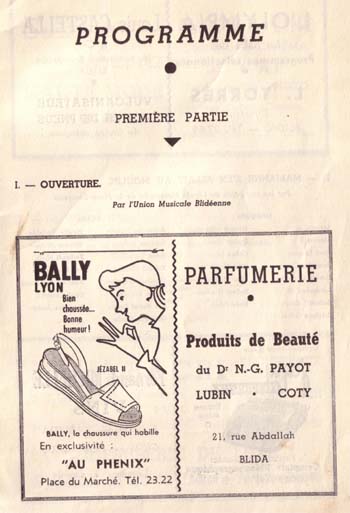 PROGRAMME
PREMIÈRE PARTIE
I. — OUVERTURE.
Par l'Union Musicale Blidéenne
BALLY
LYON
Bien
chaussée...
Bonne
humeur !
JÉZABEL II
BALLY, la chaussure qui habille
En exclusivité :
"AU PHENIX"
Place du Marché. Tél. 23.22
PARFUMERIE
Produits de Beauté
du Dr N.-G. PAYOT
LUBIN · COTY
21, rue Abdallah
BLIDA